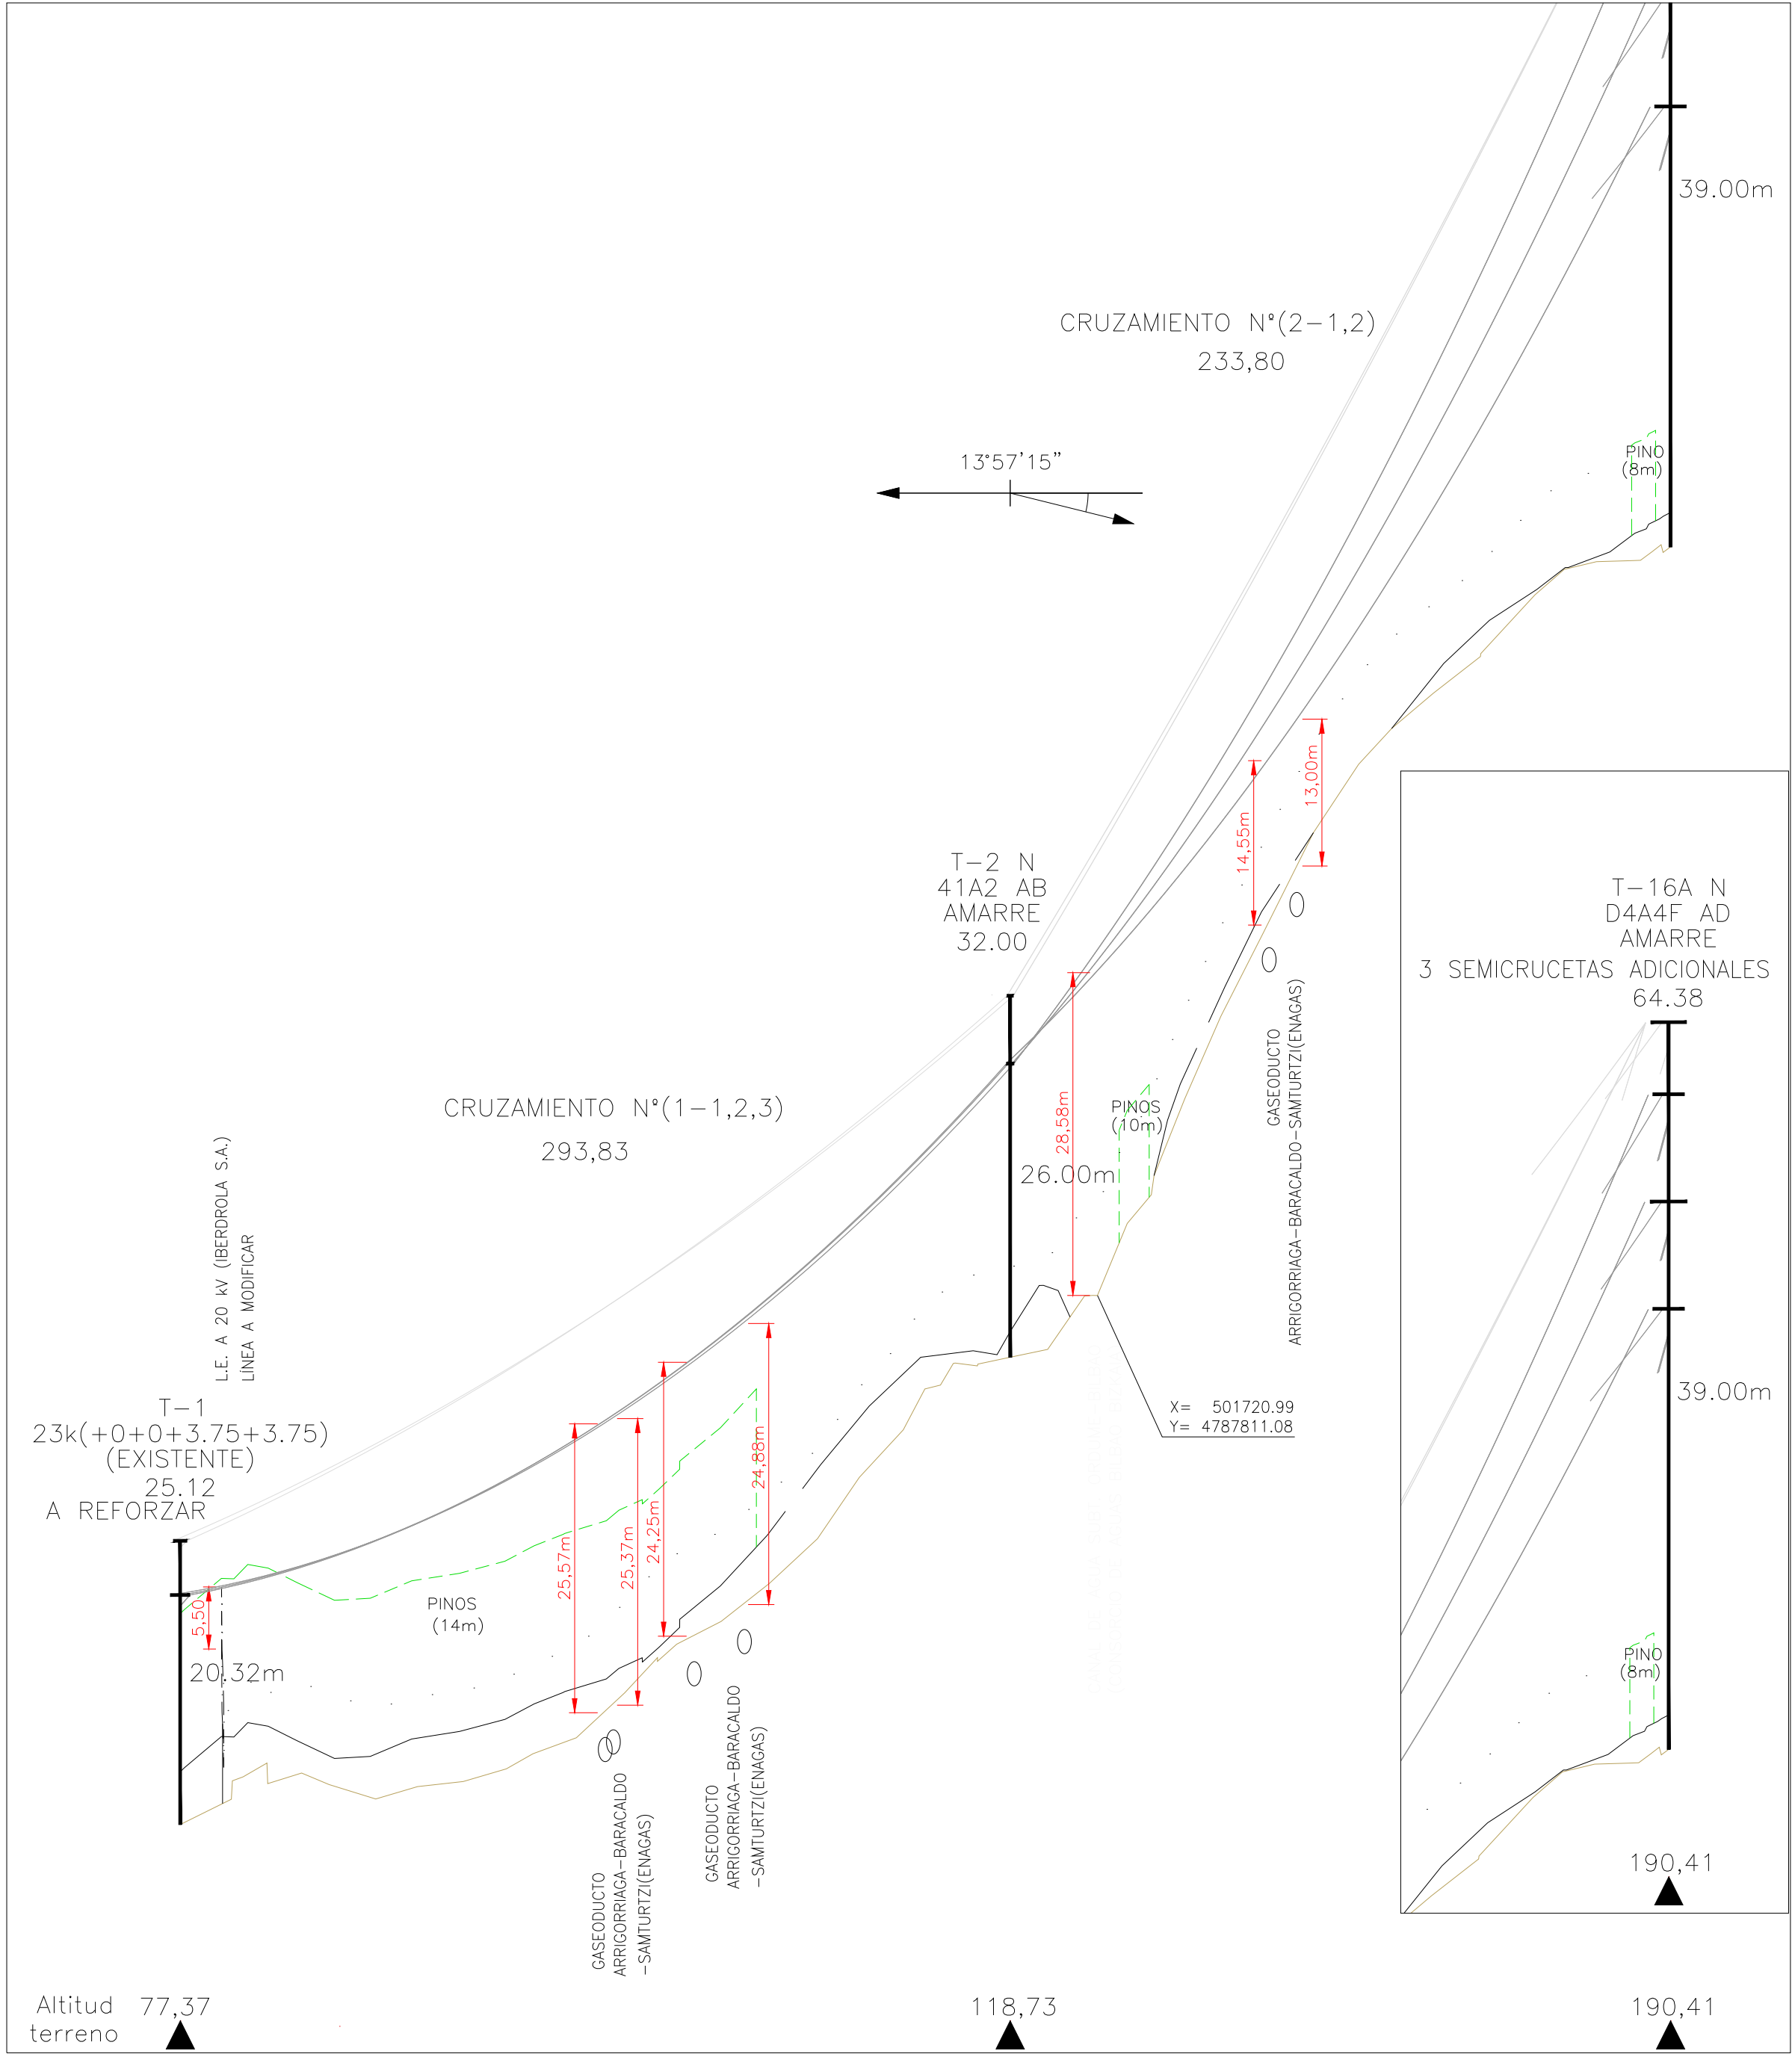 39.00m
CRUZAMIENTO N°(2-1,2)
233,80
13°57'15"
PINO
(8m)
13,00m
14,55m
T-2 N
41A2 AB
AMARRE
32.00
28,58m
26.00m
PINOS
(10m)
GASEODUCTO
ARRIGORRIAGA-BARACALDO-SAMTURTZI(ENAGAS)
CRUZAMIENTO N°(1-1,2,3)
293,83
L.E. A 20 kV (IBERDROLA S.A.)
LÍNEA A MODIFICAR
T-1
23k(+0+0+3.75+3.75)
(EXISTENTE)
25.12
A REFORZAR
5,50
20.32m
PINOS
(14m)
25,57m
25,37m
24,25m
24,88m
X= 501720.99
Y= 4787811.08
GASEODUCTO
ARRIGORRIAGA-BARACALDO
-SAMTURTZI(ENAGAS)
GASEODUCTO
ARRIGORRIAGA-BARACALDO
-SAMTURTZI(ENAGAS)
T-16A N
D4A4F AD
AMARRE
3 SEMICRUCETAS ADICIONALES
64.38
39.00m
PINO
(8m)
190,41
Altitud
terreno
77,37
118,73
190,41